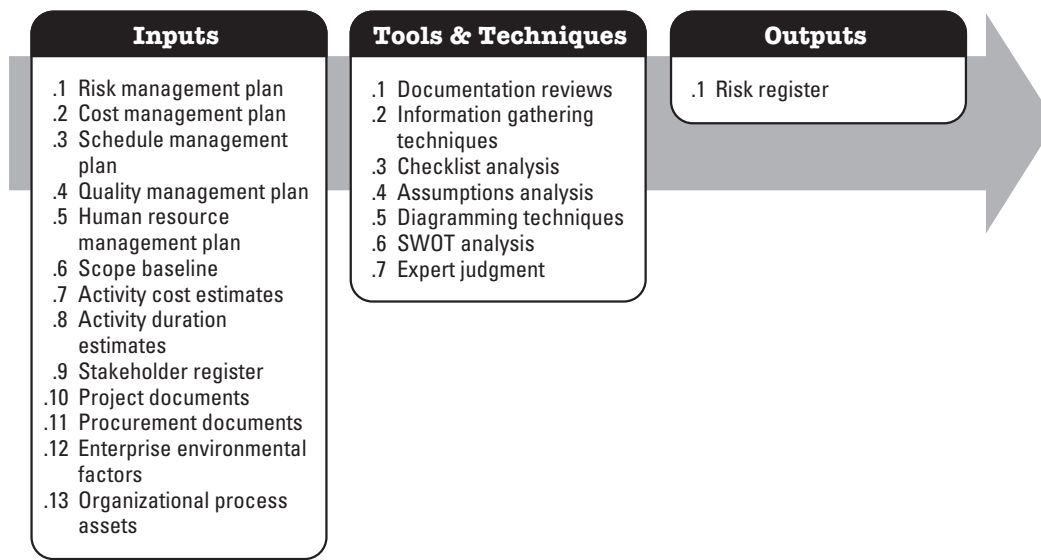 Inputs
.1 Risk management plan
.2 Cost management plan
.3 Schedule management
plan
.4 Quality management plan
.5 Human resource
management plan
.6 Scope baseline
.7 Activity cost estimates
.8 Activity duration
estimates
.9 Stakeholder register
.10 Project documents
.11 Procurement documents
.12 Enterprise environmental
factors
.13 Organizational process
assets
Tools & Techniques
.1 Documentation reviews
.2 Information gathering
techniques
.3 Checklist analysis
.4 Assumptions analysis
.5 Diagramming techniques
.6 SWOT analysis
.7 Expert judgment
Outputs
.1 Risk register